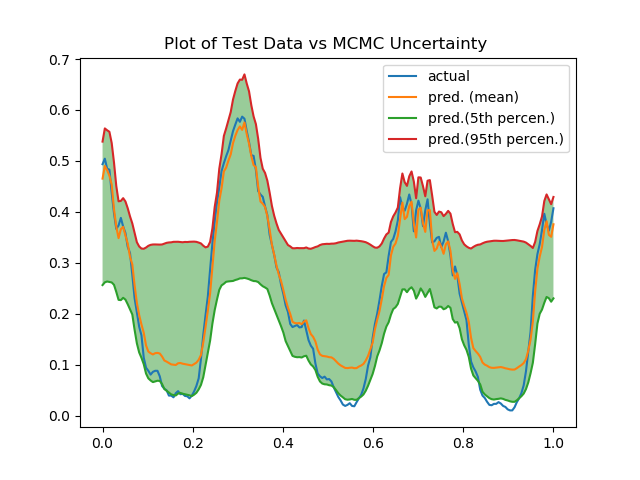 Plot of Test Data vs MCMC Uncertainty
0.7
0.6
0.5
0.4
0.3
0.2
0.1
0.0
actual
pred. (mean)
pred.(5th percen.)
pred.(95th percen.)
0.0 0.2 0.4 0.6 0.8 1.0